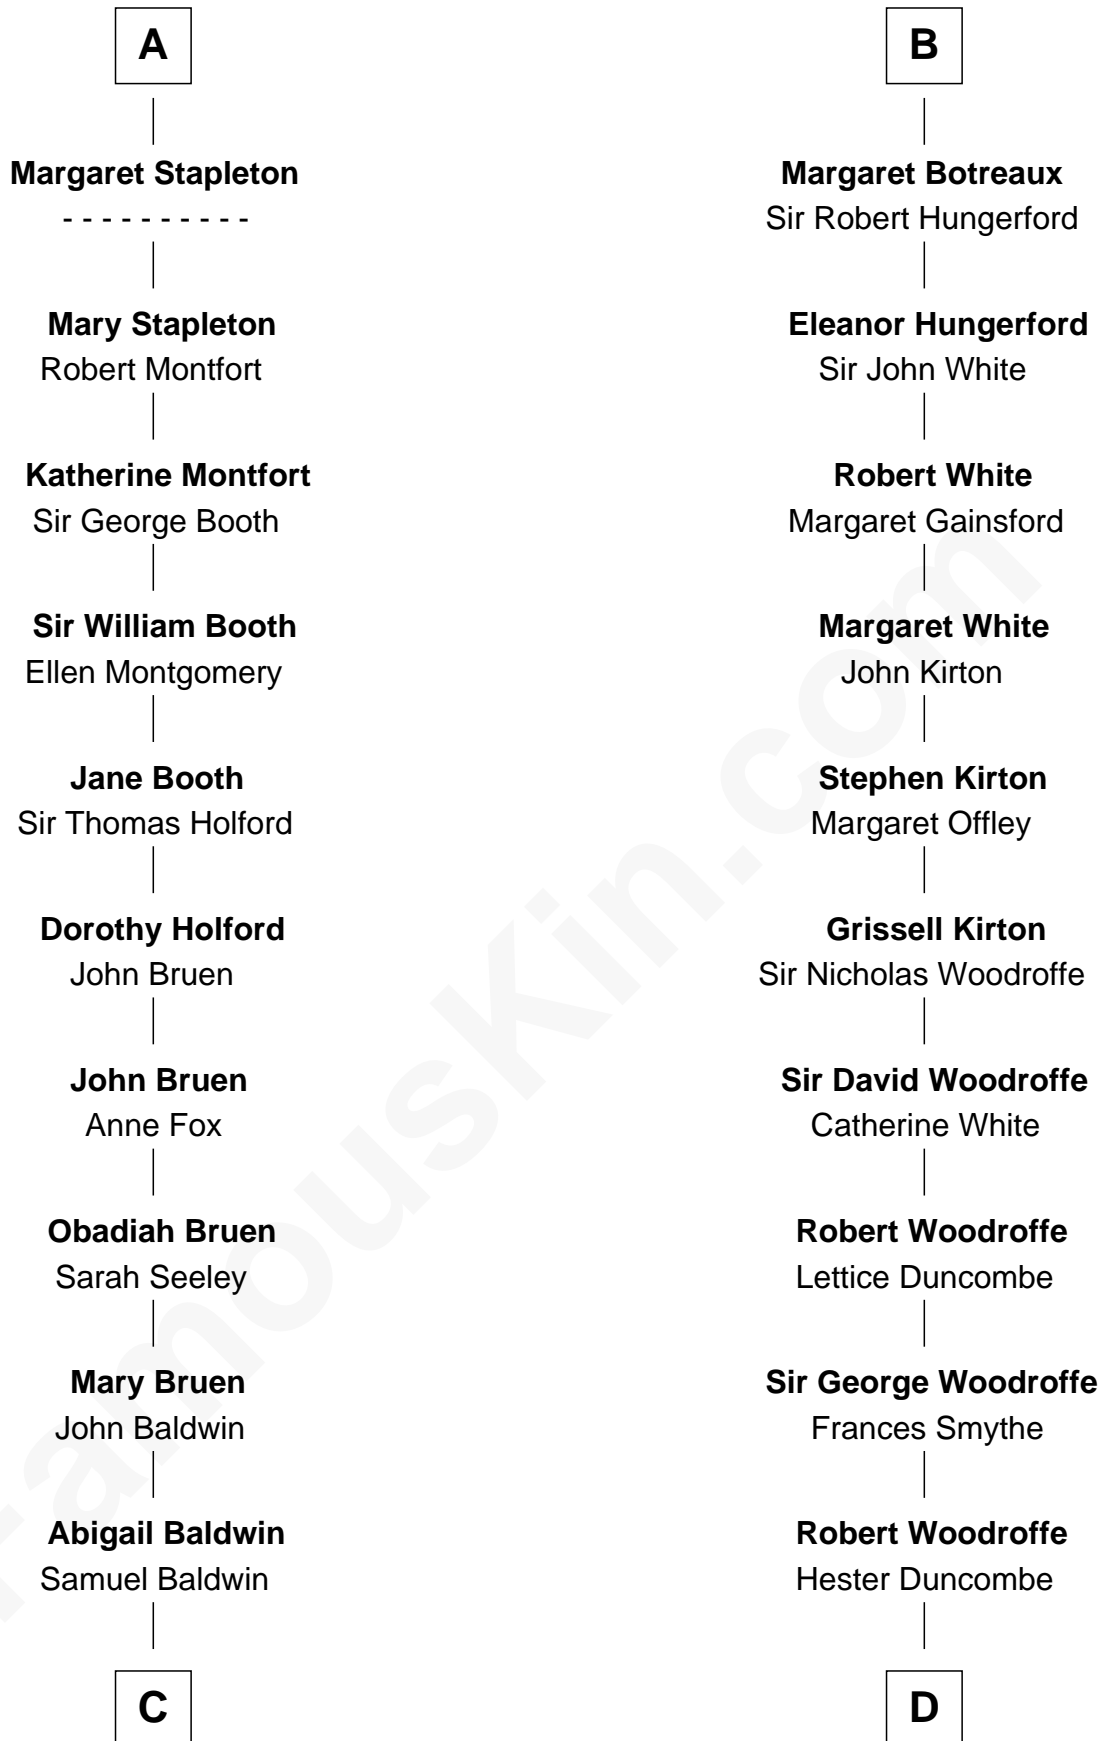 A
Margaret Stapleton
- - - - - - - - - -
Mary Stapleton
Robert Montfort
Katherine Montfort
Sir George Booth
Sir William Booth
Ellen Montgomery
Jane Booth
Sir Thomas Holford
Dorothy Holford
John Bruen
John Bruen
Anne Fox
Obadiah Bruen
Sarah Seeley
Mary Bruen
John Baldwin
Abigail Baldwin
Samuel Baldwin
C
B
Margaret Botreaux
Sir Robert Hungerford
Eleanor Hungerford
Sir John White
Robert White
Margaret Gainsford
Margaret White
John Kirton
Stephen Kirton
Margaret Offley
Grissell Kirton
Sir Nicholas Woodroffe
Sir David Woodroffe
Catherine White
Robert Woodroffe
Lettice Duncombe
Sir George Woodroffe
Frances Smythe
Robert Woodroffe
Hester Duncombe
D
FamousKin.com